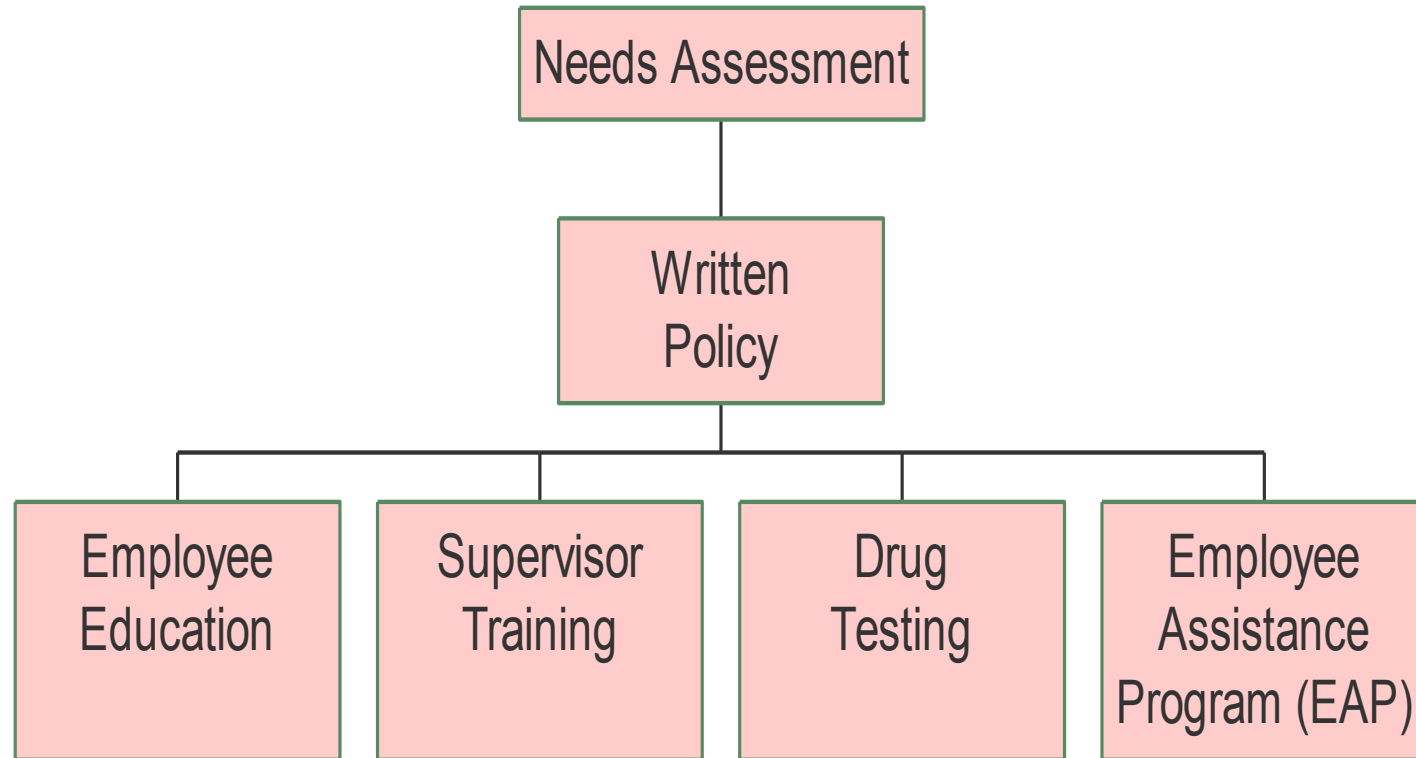 Needs Assessment
Written
Policy
Employee
Education
Supervisor
Training
Drug
Testing
Employee
Assistance
Program (EAP)